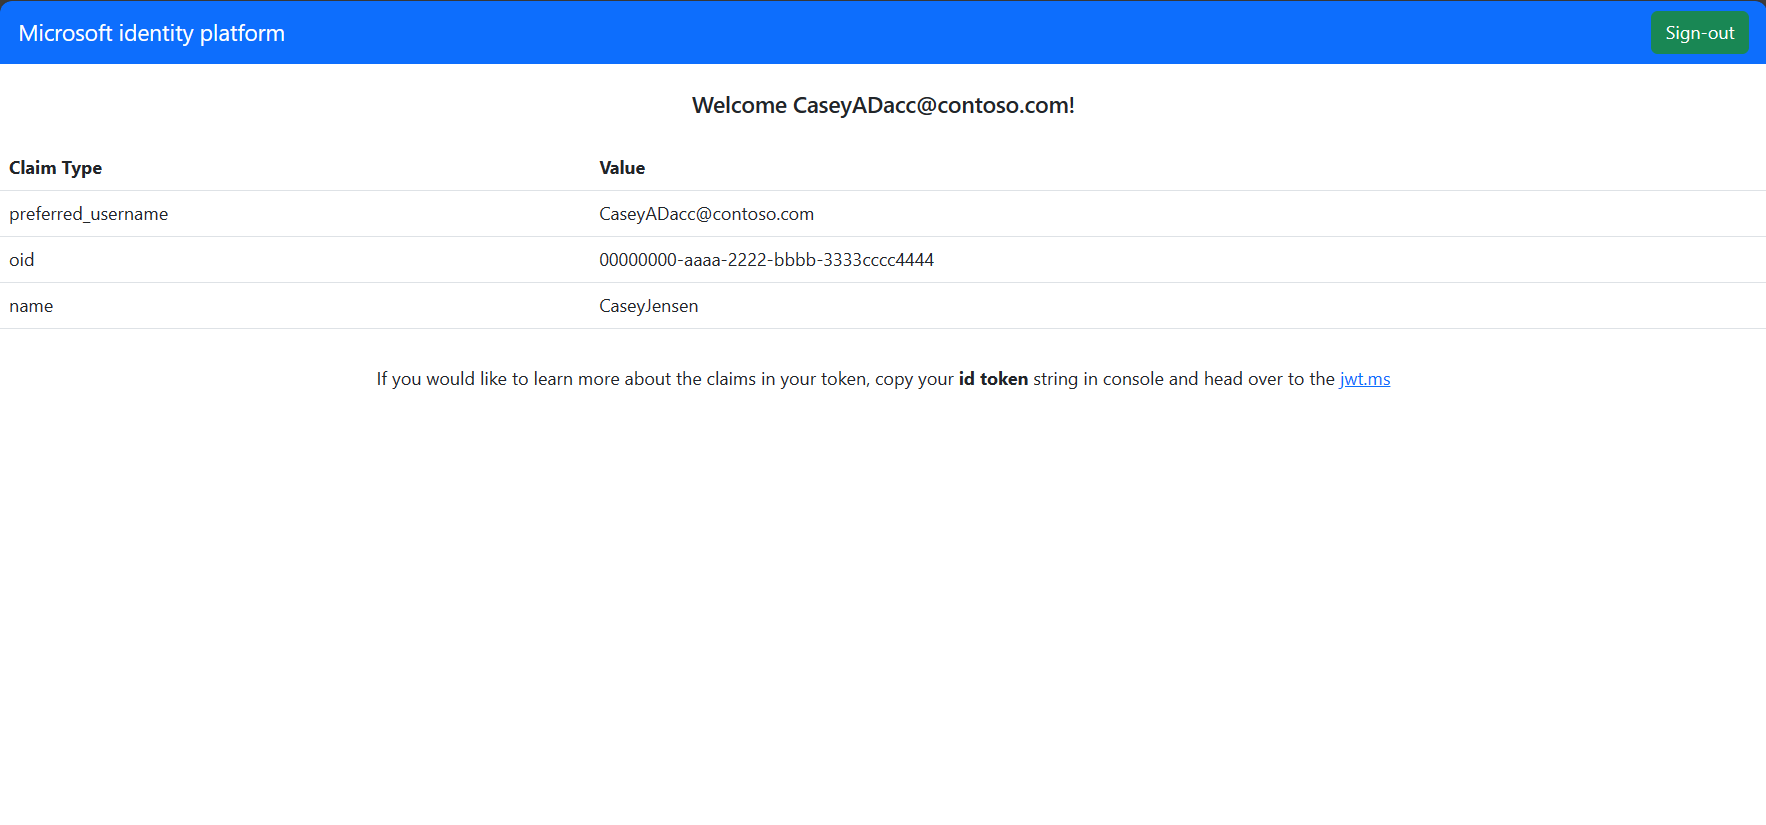 Microsoft identity platform
Sign-out
Welcome CaseyADacc@contoso.com!
Claim Type Value
preferred_username CaseyADacc@contoso.com
oid 00000000-aaaa-2222-bbbb-3333cccc4444
name CaseyJensen
If you would like to learn more about the claims in your token, copy your id token string in console and head over to the jwt.ms